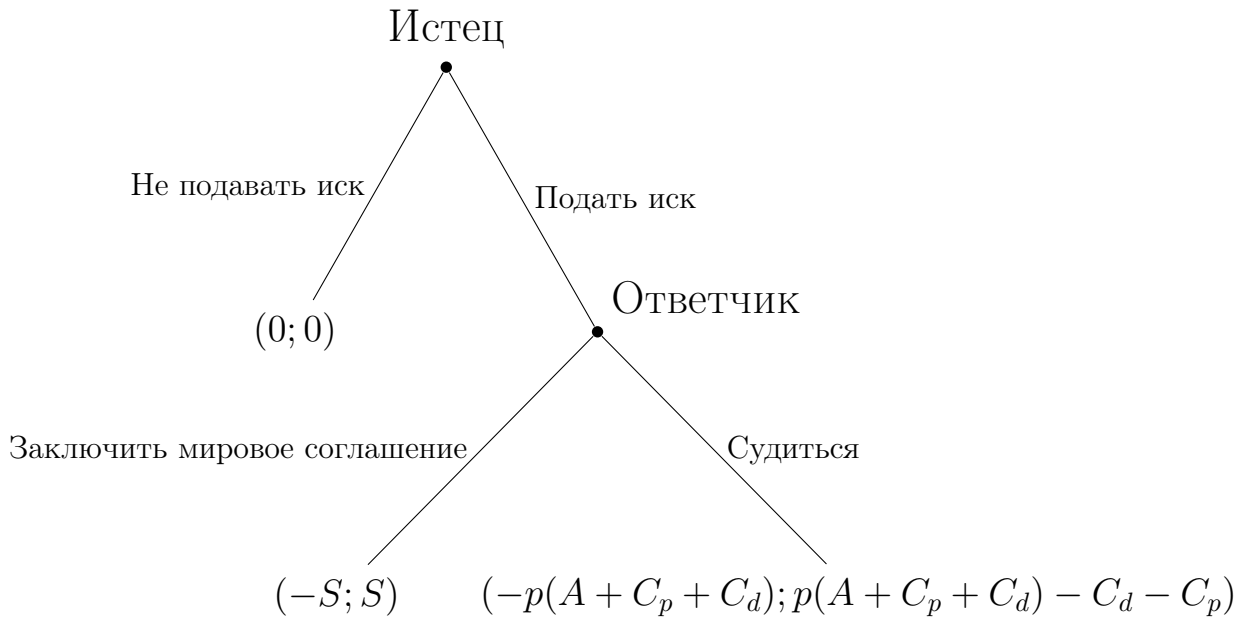 Истец
Не подавать иск
Подать иск
Ответчик
(0; 0)
Заключить мировое соглашение
Судиться
(−S; S)
(−p(A + C_p + C_d); p(A + C_p + C_d) − C_d − C_p)